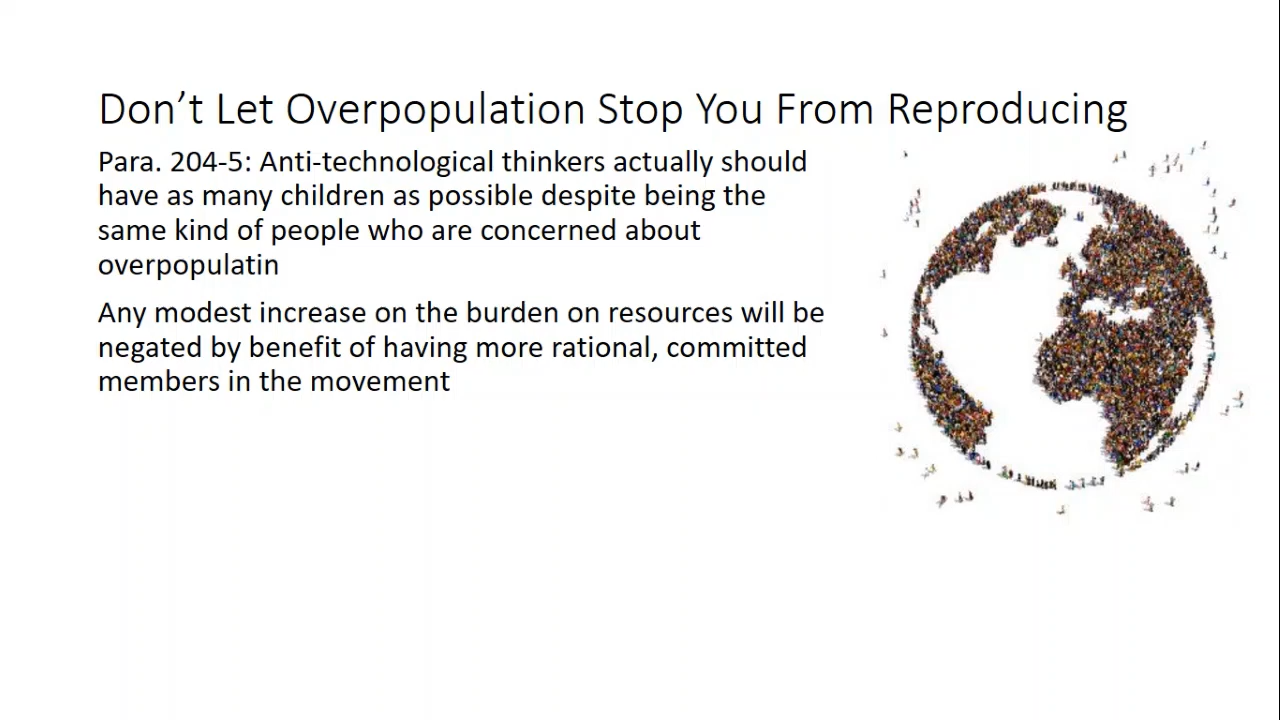 Don’t Let Overpopulation Stop You From Reproducing
Para. 204-5: Anti-technological thinkers actually should
have as many children as possible despite being the
same kind of people who are concerned about
overpopulatin
Any modest increase on the burden on resources will be
negated by benefit of having more rational, committed
members in the movement